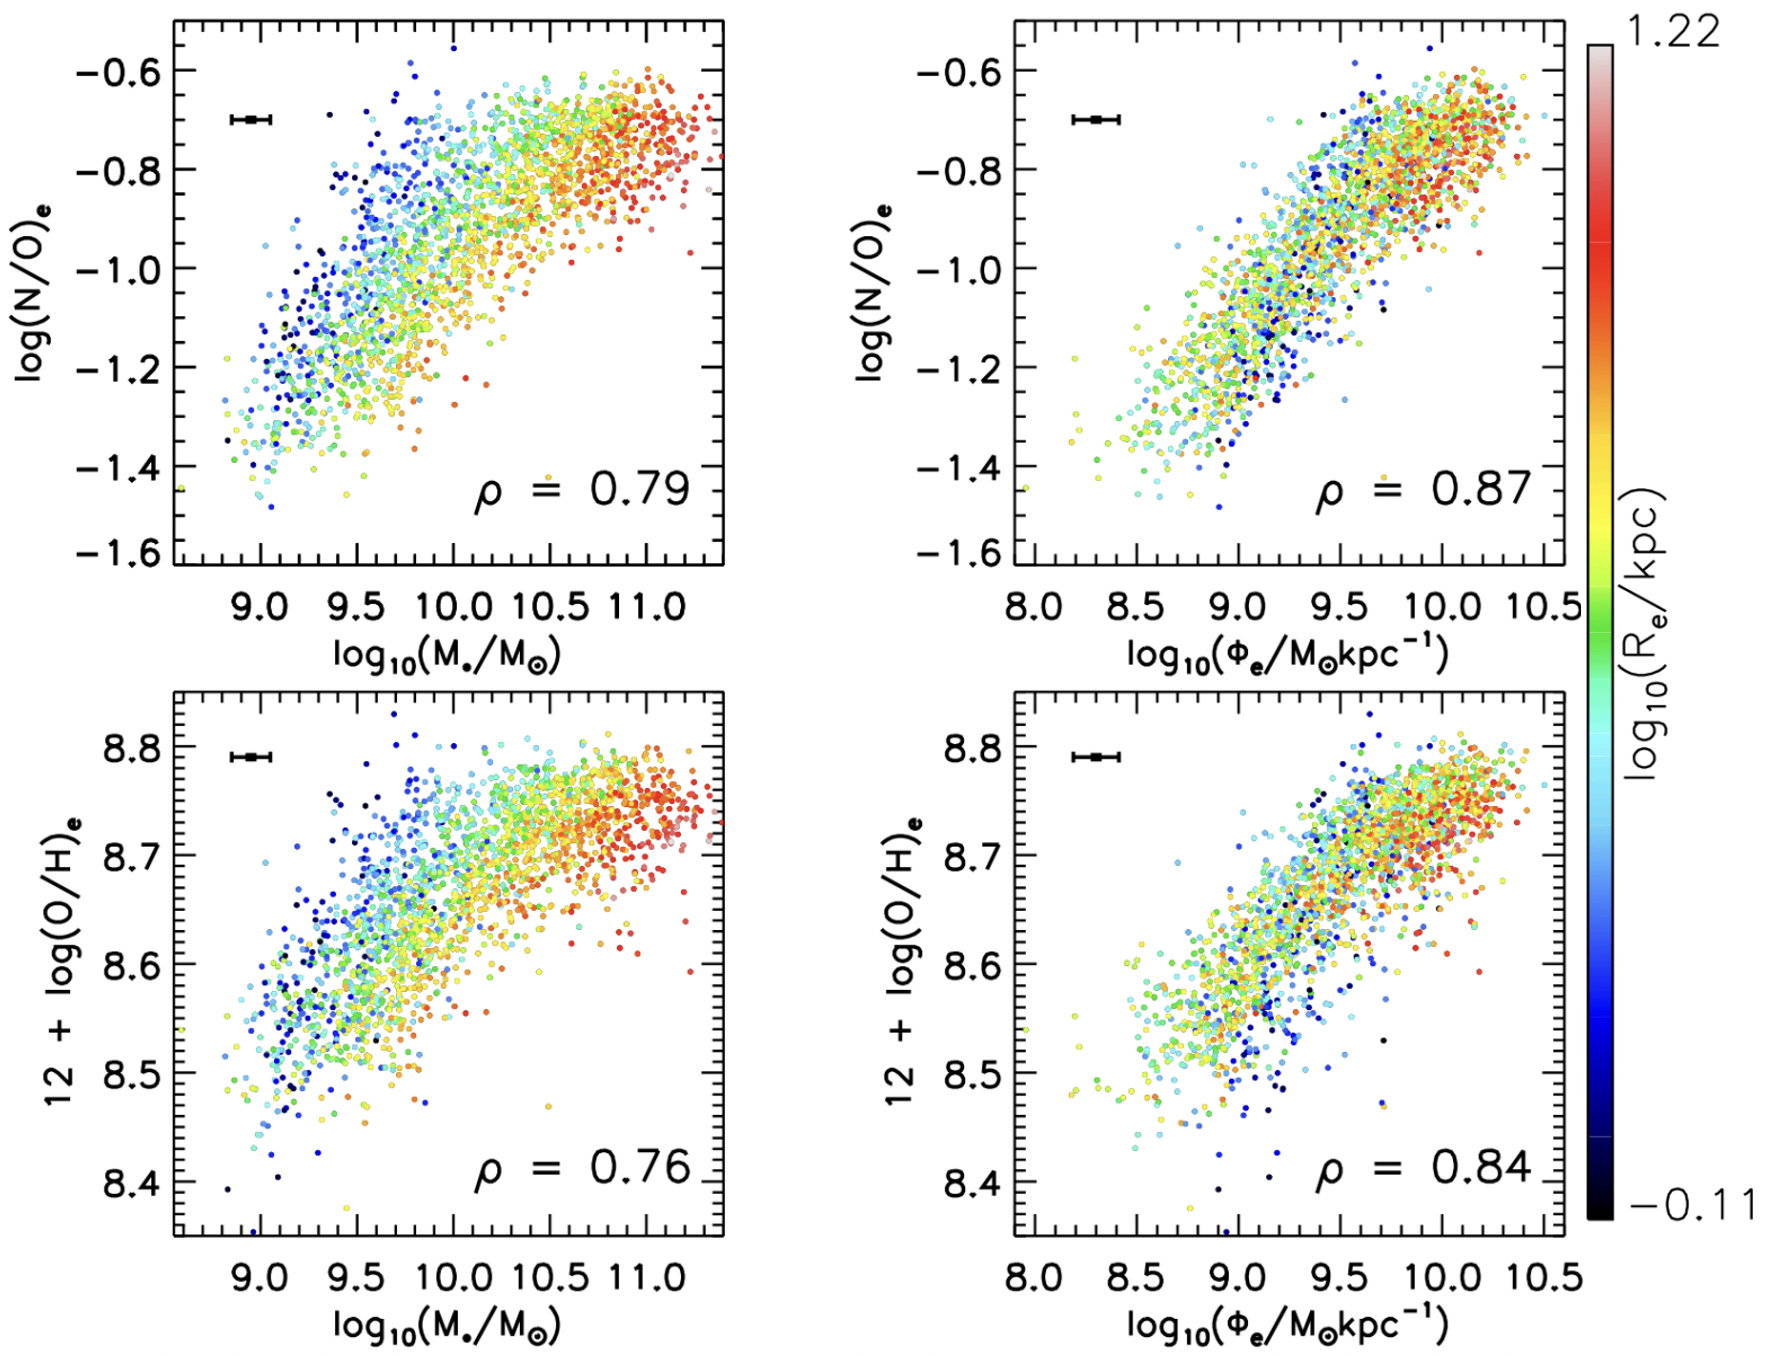 −0.6
−0.8
−1.0
−1.2
−1.4
−1.6
log(N/O)e
ρ = 0.79
9.0 9.5 10.0 10.5 11.0
log10(M⋆/M⊙)
−0.6
−0.8
−1.0
−1.2
−1.4
−1.6
log(N/O)e
ρ = 0.87
8.0 8.5 9.0 9.5 10.0 10.5
log10(Φe/M⊙kpc−1)
8.8
8.7
8.6
8.5
8.4
12 + log(O/H)e
ρ = 0.76
9.0 9.5 10.0 10.5 11.0
log10(M⋆/M⊙)
8.8
8.7
8.6
8.5
8.4
12 + log(O/H)e
ρ = 0.84
8.0 8.5 9.0 9.5 10.0 10.5
log10(Φe/M⊙kpc−1)
1.22
log10(Re/kpc)
−0.11